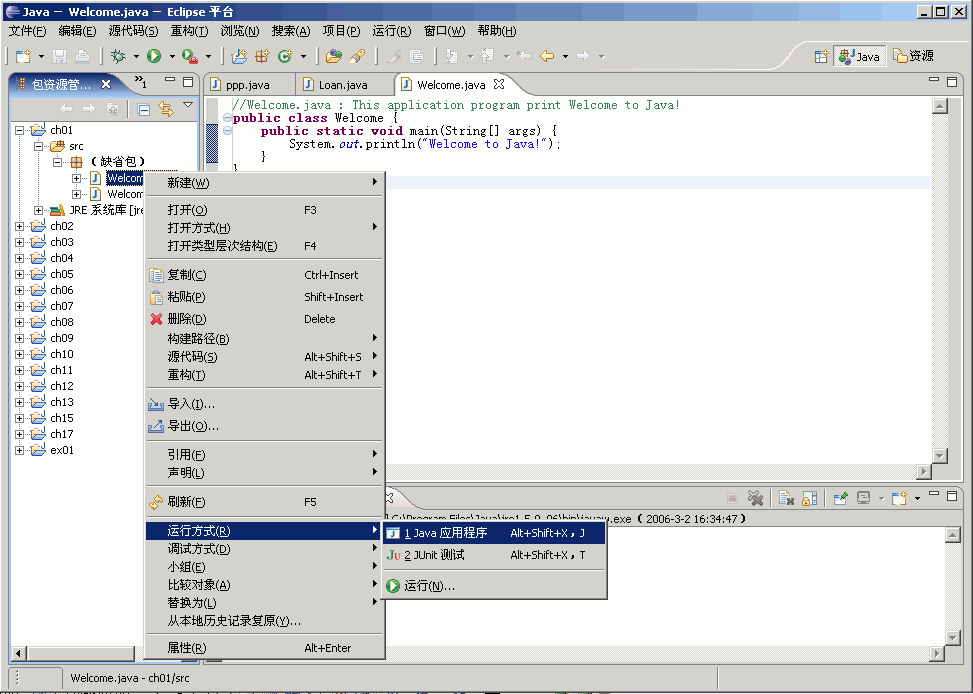 Java － Welcome.java － Eclipse 平台
文件(F) 编辑(E) 源代码(S) 重构(T) 浏览(N) 搜索(A) 项目(P) 运行(R) 窗口(W) 帮助(H)
Java 资源
包资源管... 1
ppp.java Loan.java Welcome.java
//Welcome.java : This application program print Welcome to Java!
public class Welcome {
public static void main(String[] args) {
System.out.println("Welcome to Java!");
}
}
ch01
src
（缺省包）
Welcom
Welcom
JRE 系统库 [jre
ch02
ch03
ch04
ch05
ch06
ch07
ch08
ch09
ch10
ch11
ch12
ch13
ch15
ch17
ex01
新建(W)
打开(O) F3
打开方式(H)
打开类型层次结构(E) F4
复制(C) Ctrl+Insert
粘贴(P) Shift+Insert
删除(D) Delete
构建路径(B)
源代码(S) Alt+Shift+S
重构(T) Alt+Shift+T
导入(I)...
导出(O)...
引用(F)
声明(L)
刷新(F) F5
运行方式(R)
调试方式(D)
小组(E)
比较对象(A)
替换为(L)
从本地历史记录复原(Y)...
属性(R) Alt+Enter
] C:\Program Files\Java\jre1.5.0_06\bin\javaw.exe （2006-3-2 16:34:47）
1 Java 应用程序 Alt+Shift+X，J
2 JUnit 测试 Alt+Shift+X，T
运行(N)...
Welcome.java - ch01/src